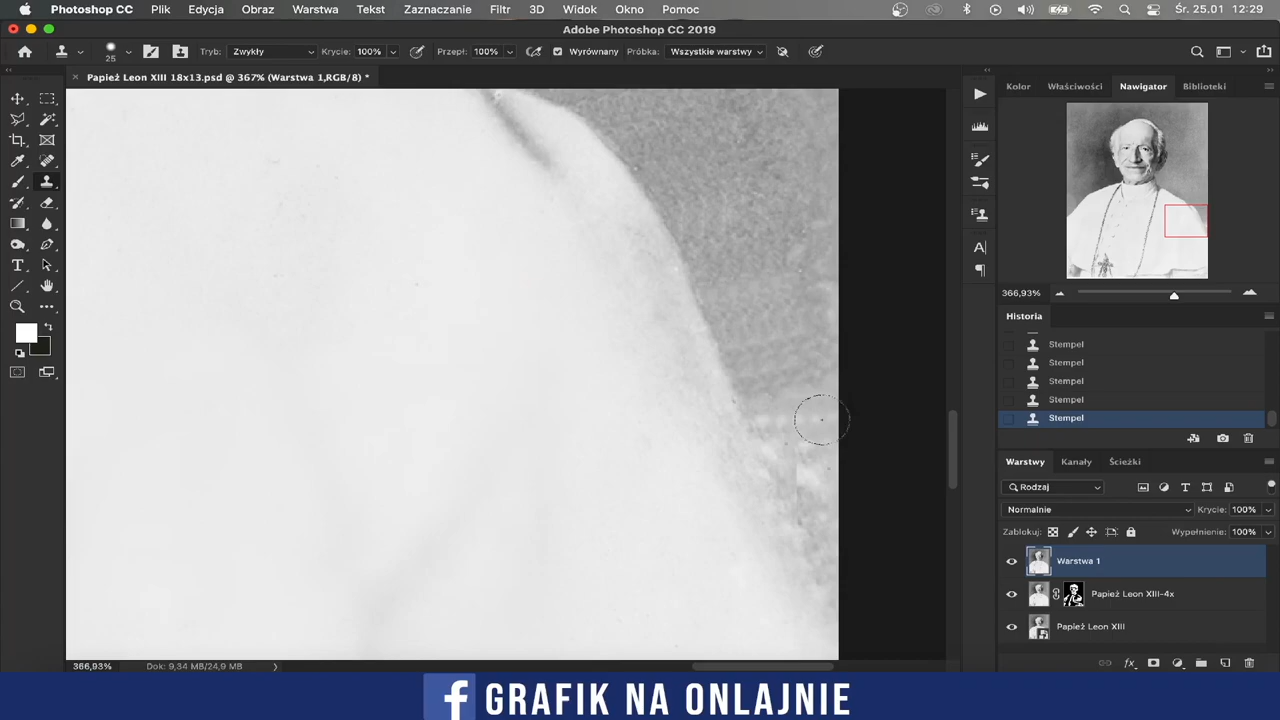 Photoshop CC Plik Edycja Obraz Warstwa Tekst Zaznaczanie Filtr 3D Widok Okno Pomoc Śr. 25.01 12:29
Adobe Photoshop CC 2019
25 Tryb: Zwykły Krycie: 100% Przepł: 100% Wyrównany Próbka: Wszystkie warstwy
Papież Leon XIII 18x13.psd @ 367% (Warstwa 1,RGB/8) *
Kolor Właściwości Nawigator Biblioteki
366,93%
Historia
Stempel
Stempel
Stempel
Stempel
Stempel
Warstwy Kanały Ścieżki
Rodzaj
Normalnie Krycie: 100%
Zablokuj: Wypełnienie: 100%
Warstwa 1
Papież Leon XIII-4x
Papież Leon XIII
366,93% Dok: 9,34 MB/24,9 MB
GRAFIK NA ONLAJNIE